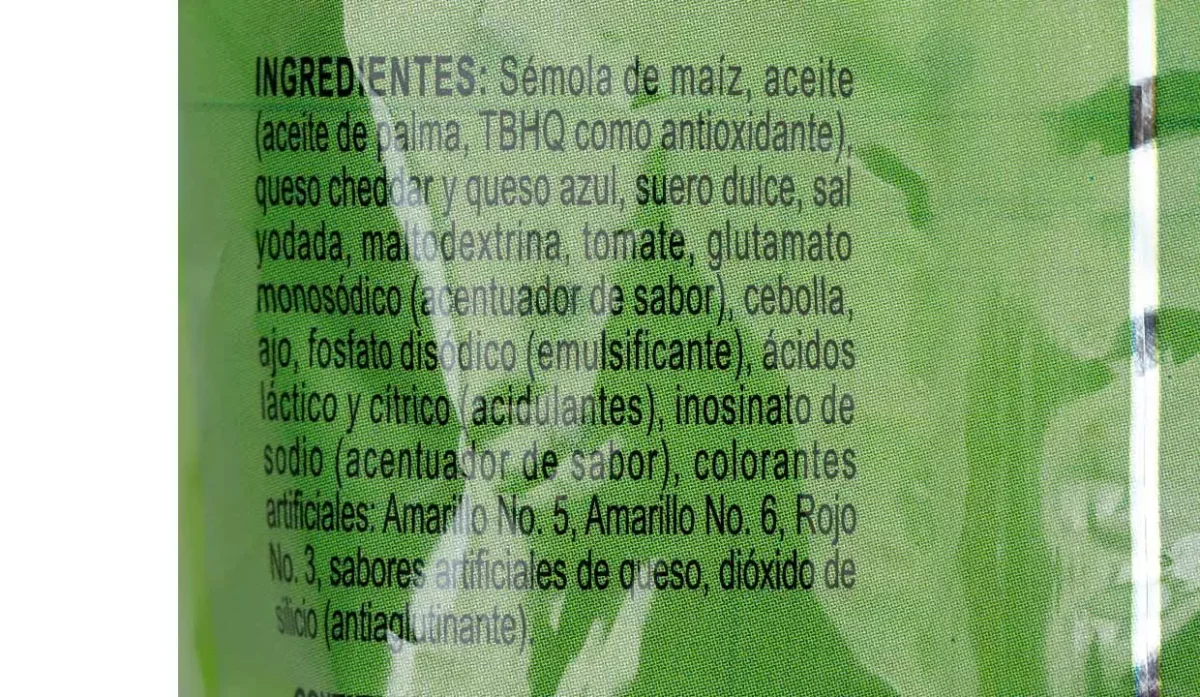 INGREDIENTES: Sémola de maíz, aceite
(aceite de palma, TBHQ como antioxidante),
queso cheddar y queso azul, suero dulce, sal
yodada, maltodextrina, tomate, glutamato
monosódico (acentuador de sabor), cebolla,
ajo, fosfato disódico (emulsificante), ácidos
láctico y cítrico (acidulantes), inosinato de
sodio (acentuador de sabor), colorantes
artificiales: Amarillo No. 5, Amarillo No. 6, Rojo
No. 3, sabores artificiales de queso, dióxido de
silicio (antiaglutinante).